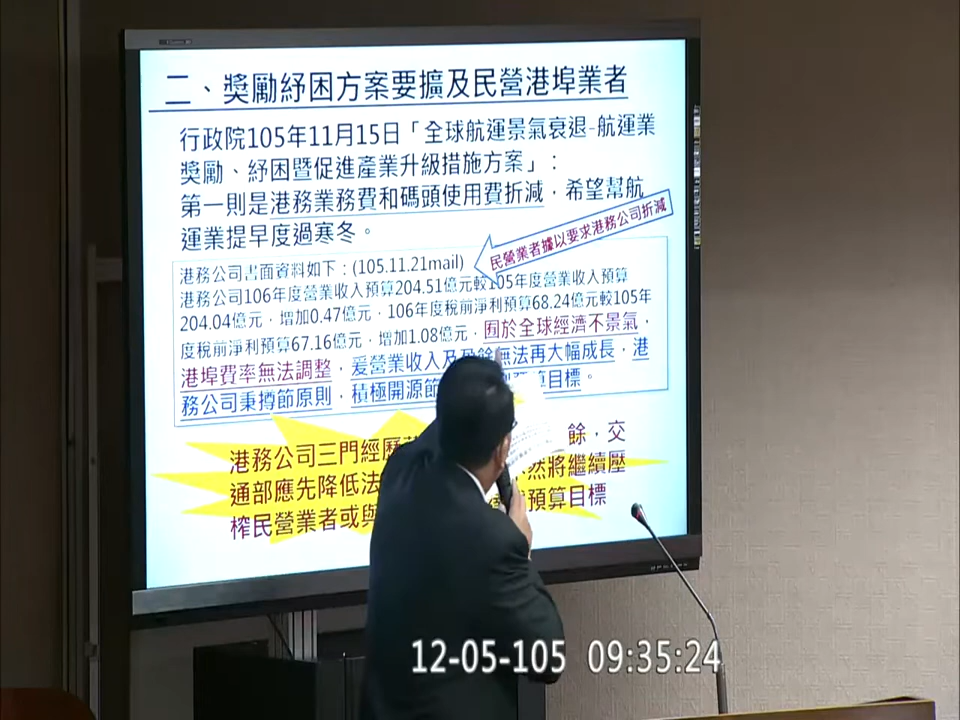 二、獎勵紓困方案要擴及民營港埠業者
行政院105年11月15日「全球航運景氣衰退-航運業
獎勵、紓困暨促進產業升級措施方案」：
第一則是港務業務費和碼頭使用費折減，希望幫航
運業提早度過寒冬。
民營業者據以要求港務公司折減
港務公司書面資料如下：(105.11.21mail)
港務公司106年度營業收入預算204.51億元較105年度營業收入預算
204.04億元，增加0.47億元，106年度稅前淨利預算68.24億元較105年
度稅前淨利預算67.16億元，增加1.08億元，囿於全球經濟不景氣，
港埠費率無法調整，爰營業收入及盈餘無法再大幅成長，港
務公司秉撙節原則，積極開源節 算目標。
港務公司三門經歷 餘，交
通部應先降低法 然將繼續壓
榨民營業者或與 預算目標
12-05-105 09:35:24